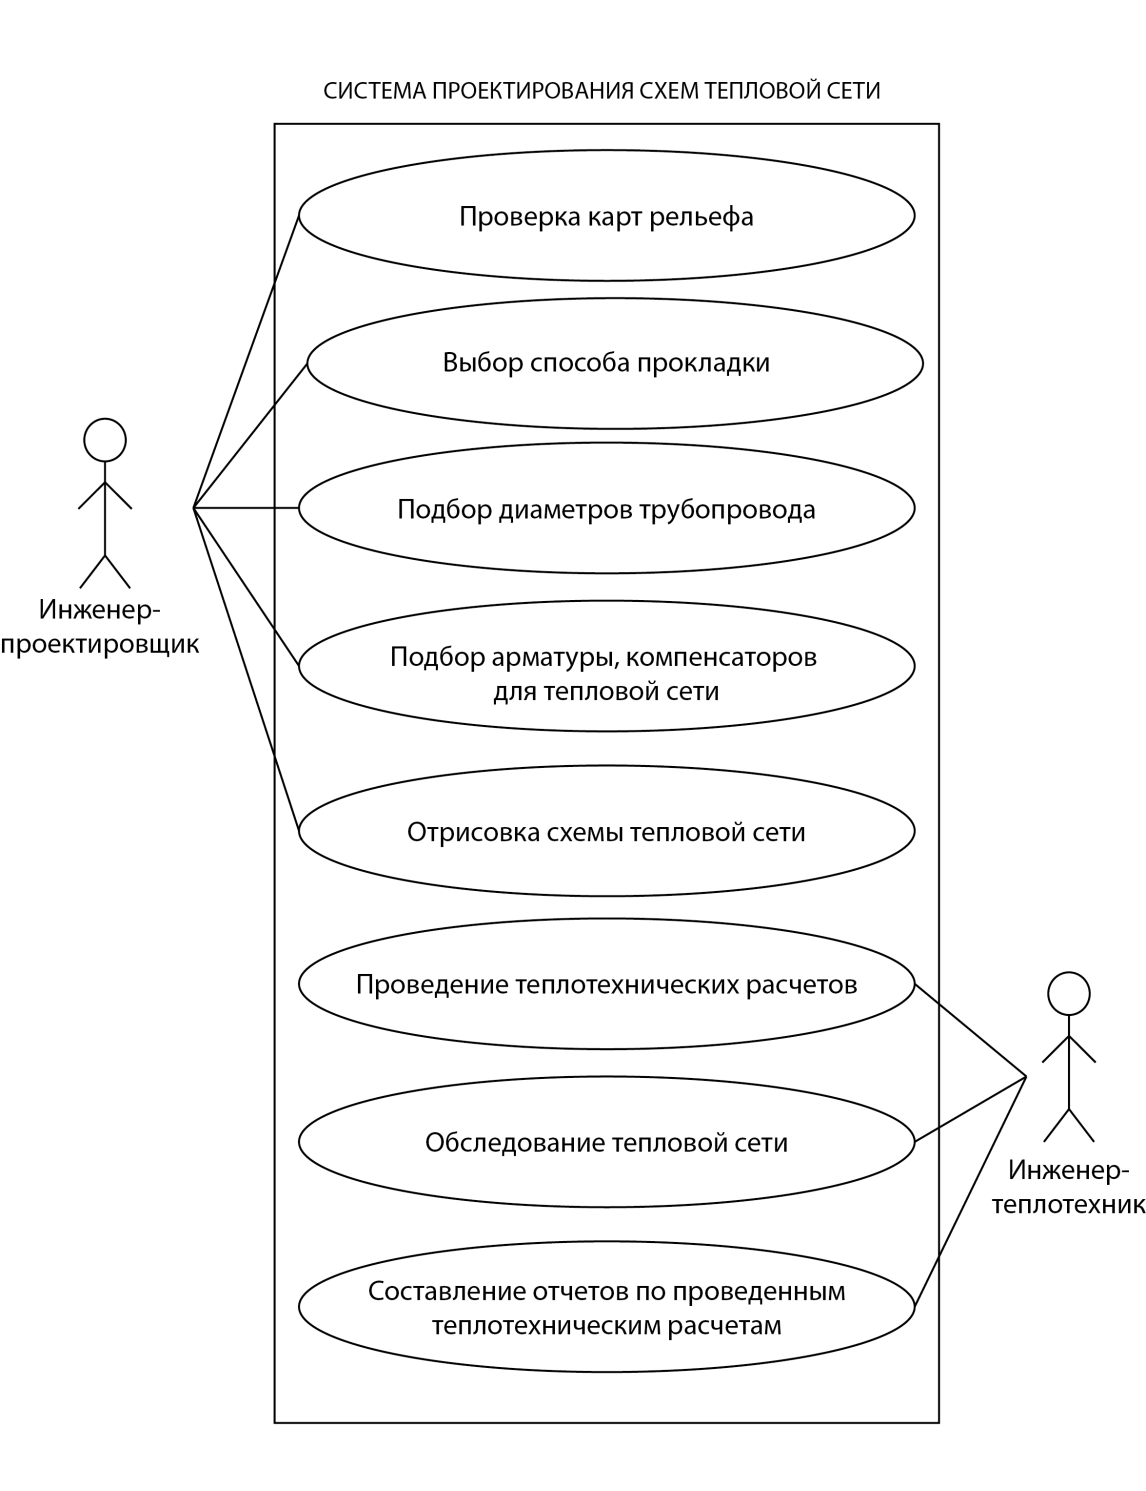 СИСТЕМА ПРОЕКТИРОВАНИЯ СХЕМ ТЕПЛОВОЙ СЕТИ
Проверка карт рельефа
Выбор способа прокладки
Подбор диаметров трубопровода
Инженер-
проектировщик
Подбор арматуры, компенсаторов
для тепловой сети
Отрисовка схемы тепловой сети
Проведение теплотехнических расчетов
Обследование тепловой сети
Инженер-
теплотехник
Составление отчетов по проведенным
теплотехническим расчетам